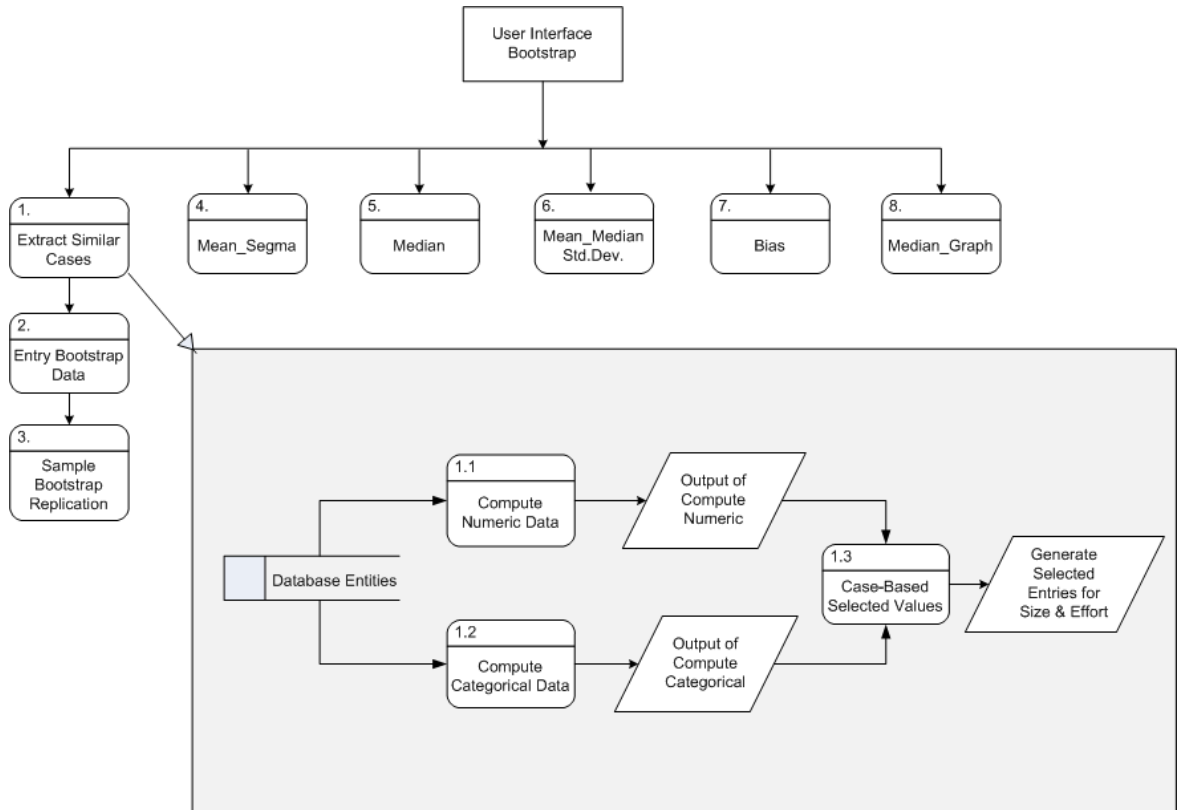 User Interface
Bootstrap
1.
Extract Similar
Cases
4.
Mean_Segma
5.
Median
6.
Mean_Median
Std.Dev.
7.
Bias
8.
Median_Graph
2.
Entry Bootstrap
Data
3.
Sample
Bootstrap
Replication
Database Entities
1.1
Compute
Numeric Data
Output of
Compute
Numeric
1.2
Compute
Categorical Data
Output of
Compute
Categorical
1.3
Case-Based
Selected Values
Generate
Selected
Entries for
Size & Effort